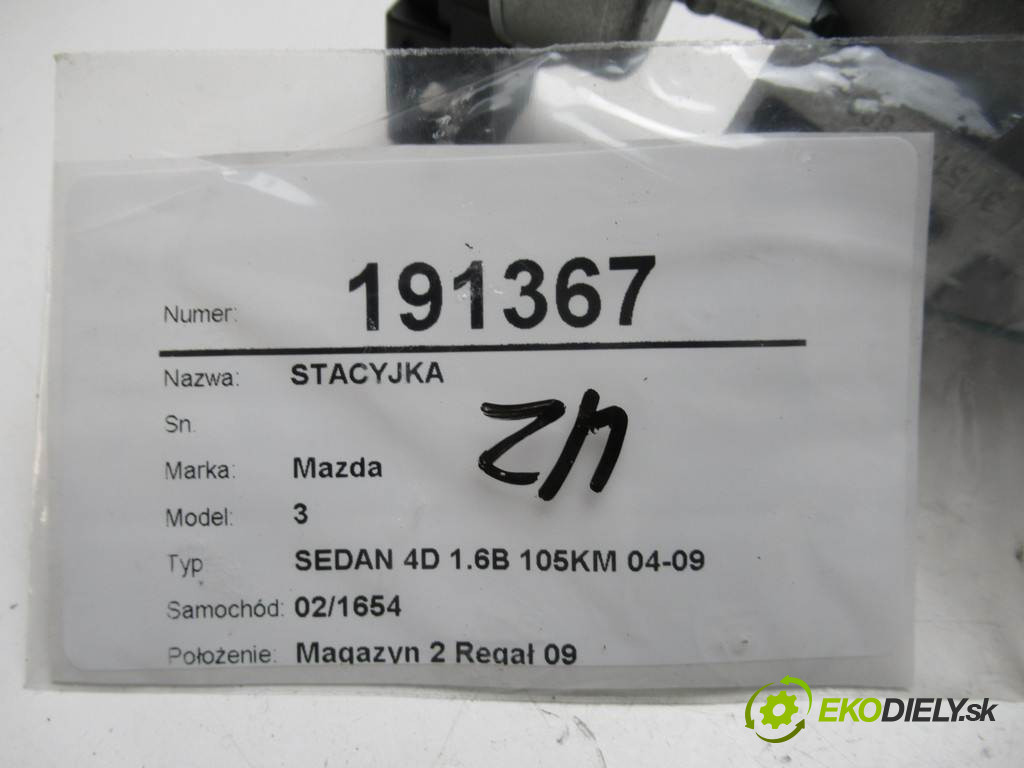 Numer: 191367
Nazwa: STACYJKA
Sn.
Marka: Mazda
Model: 3
Typ SEDAN 4D 1.6B 105KM 04-09
Samochód: 02/1654
Położenie: Magazyn 2 Regał 09
EKODIELY.sk